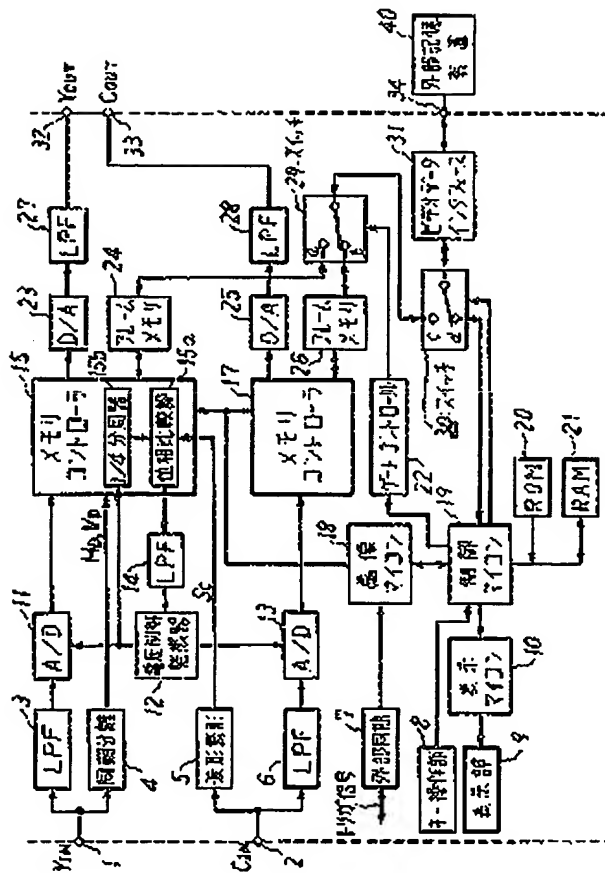 YIN
1
LPF
3
同期分離
4
CIN
2
波形整形
5
LPF
6
トリガ信号
外部同期
7
キー操作部
8
表示部
9
表示
マイコン
10
A/D
11
電圧制御
発振器
12
A/D
13
LPF
14
HD, VD
SC
メモリ
コントローラ
15
1/4分周器
15b
位相比較器
15a
メモリ
コントローラ
17
画像
マイコン
18
制御
マイコン
19
ROM
20
RAM
21
ゲートコントロール
22
D/A
23
フレーム
メモリ
24
D/A
25
フレーム
メモリ
26
LPF
27
LPF
28
29 スイッチ
a
b
30 スイッチ
c
d
ビデオデータ
インタフェース
31
32
YOUT
33
COUT
34
外部記憶
装置
40